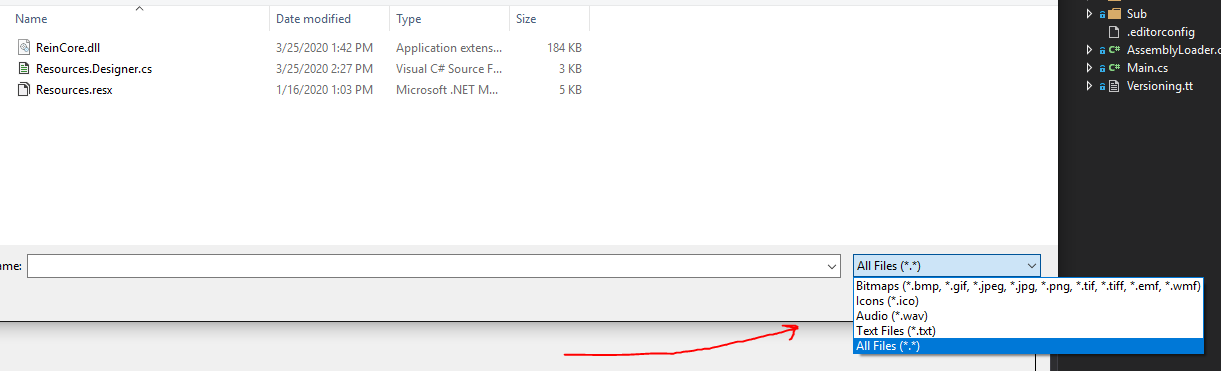 Name Date modified Type Size
ReinCore.dll 3/25/2020 1:42 PM Application extens... 184 KB
Resources.Designer.cs 3/25/2020 2:27 PM Visual C# Source F... 3 KB
Resources.resx 1/16/2020 1:03 PM Microsoft .NET M... 5 KB
ame: All Files (*.*)
Bitmaps (*.bmp, *.gif, *.jpeg, *.jpg, *.png, *.tif, *.tiff, *.emf, *.wmf)
Icons (*.ico)
Audio (*.wav)
Text Files (*.txt)
All Files (*.*)
Sub
.editorconfig
C# AssemblyLoader.c
C# Main.cs
Versioning.tt